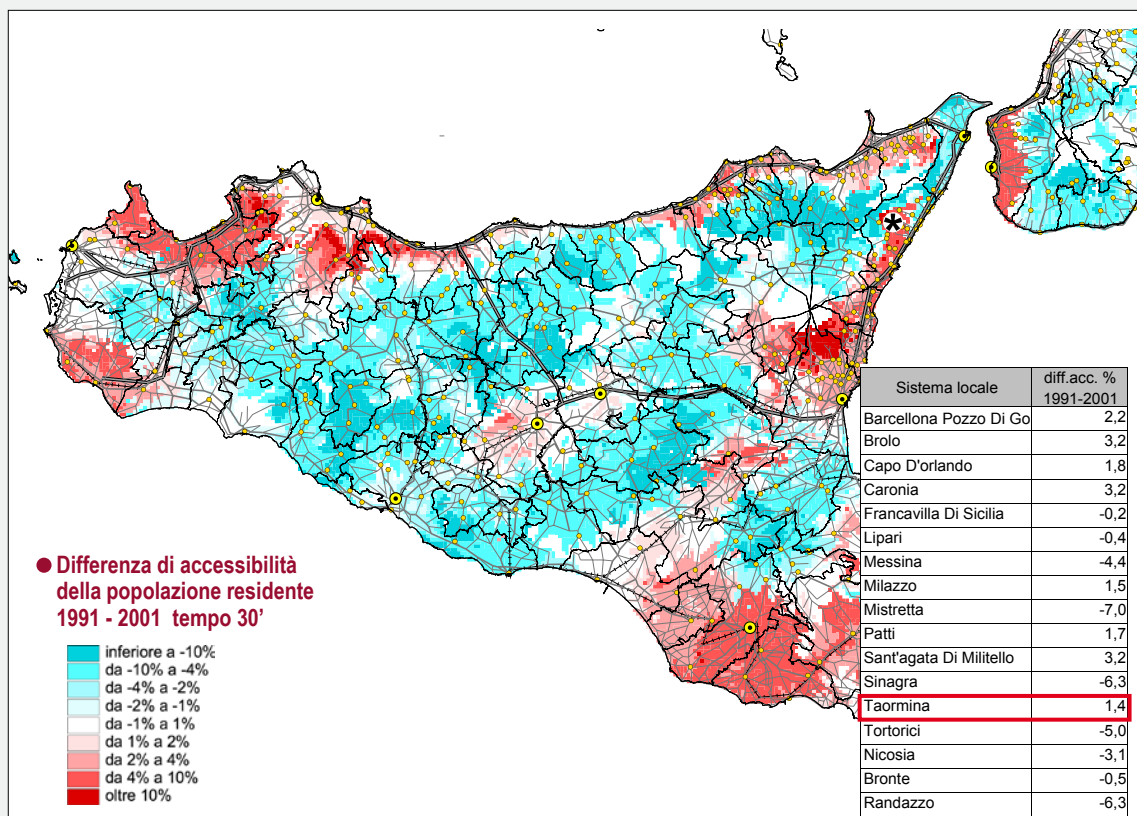 ● Differenza di accessibilità
della popolazione residente
1991 - 2001 tempo 30’
inferiore a -10%
da -10% a -4%
da -4% a -2%
da -2% a -1%
da -1% a 1%
da 1% a 2%
da 2% a 4%
da 4% a 10%
oltre 10%
*
Sistema locale diff.acc. % 1991-2001
Barcellona Pozzo Di Go 2,2
Brolo 3,2
Capo D'orlando 1,8
Caronia 3,2
Francavilla Di Sicilia -0,2
Lipari -0,4
Messina -4,4
Milazzo 1,5
Mistretta -7,0
Patti 1,7
Sant'agata Di Militello 3,2
Sinagra -6,3
Taormina 1,4
Tortorici -5,0
Nicosia -3,1
Bronte -0,5
Randazzo -6,3